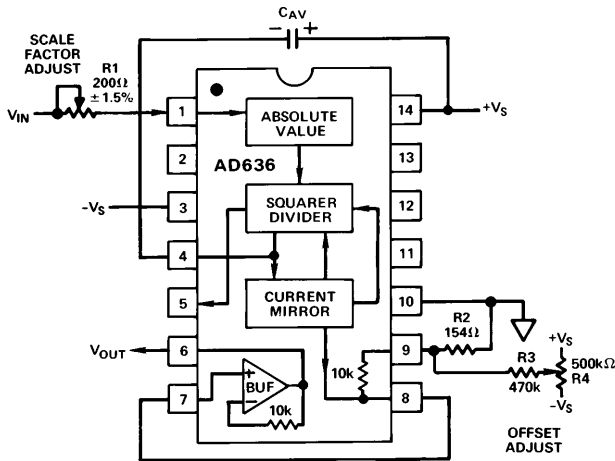 CAV
− +
SCALE
FACTOR
ADJUST
R1
200Ω
±1.5%
VIN
1
ABSOLUTE
VALUE
14
+VS
2
AD636
13
−VS
3
SQUARER
DIVIDER
12
4
11
5
CURRENT
MIRROR
10
R2
154Ω
VOUT
6
9
+VS
R3
470k
500kΩ
R4
−VS
10k
+
BUF
−
10k
7
8
OFFSET
ADJUST